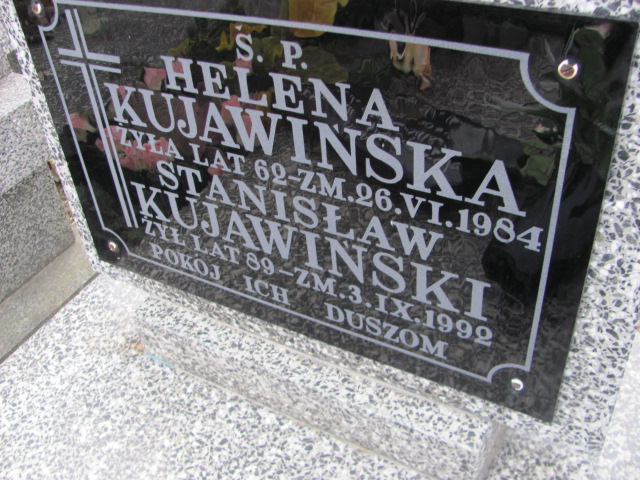 Ś. P.
HELENA
KUJAWIŃSKA
ŻYŁA LAT 62-ZM.26.VI.1984
STANISŁAW
KUJAWIŃSKI
ŻYŁ LAT 89-ZM.3.IX.1992
POKÓJ ICH DUSZOM